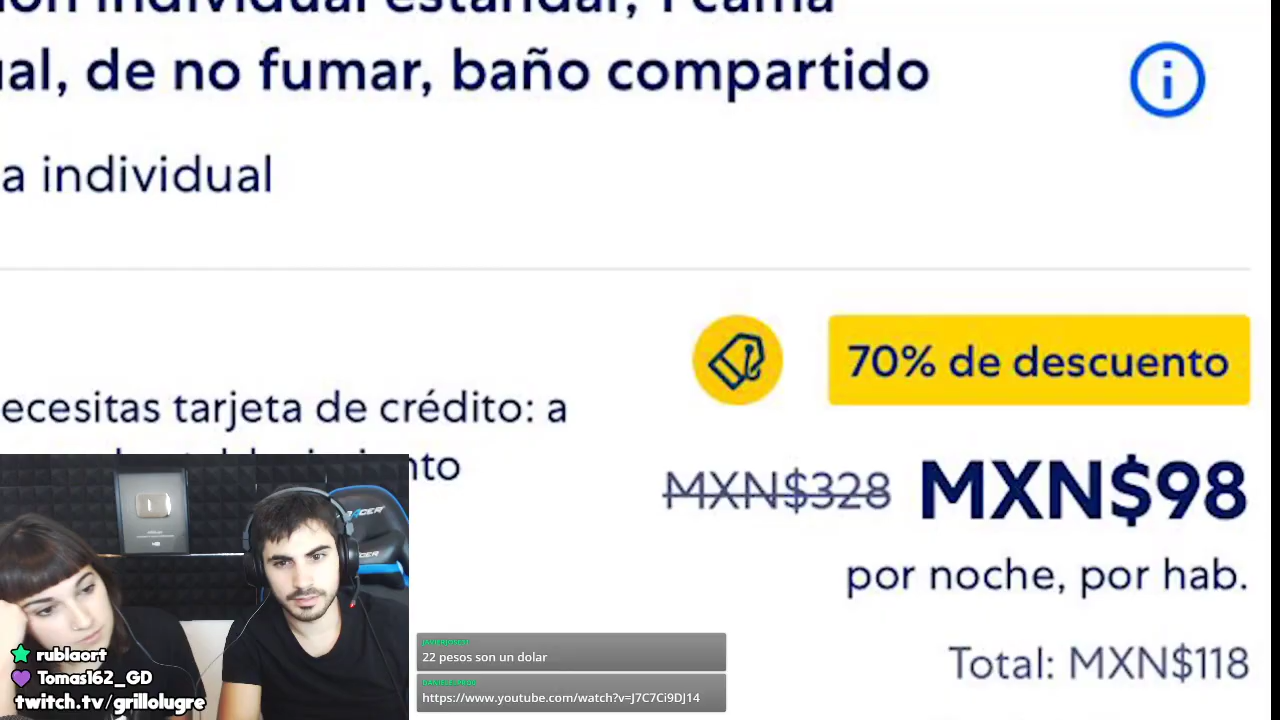 ual, de no fumar, baño compartido
a individual
70% de descuento
ecesitas tarjeta de crédito: a
MXN$328 MXN$98
por noche, por hab.
Total: MXN$118
22 pesos son un dolar
https://www.youtube.com/watch?v=J7C7Ci9DJ14
rublaort
Tomas162_GD
twitch.tv/grillolugre